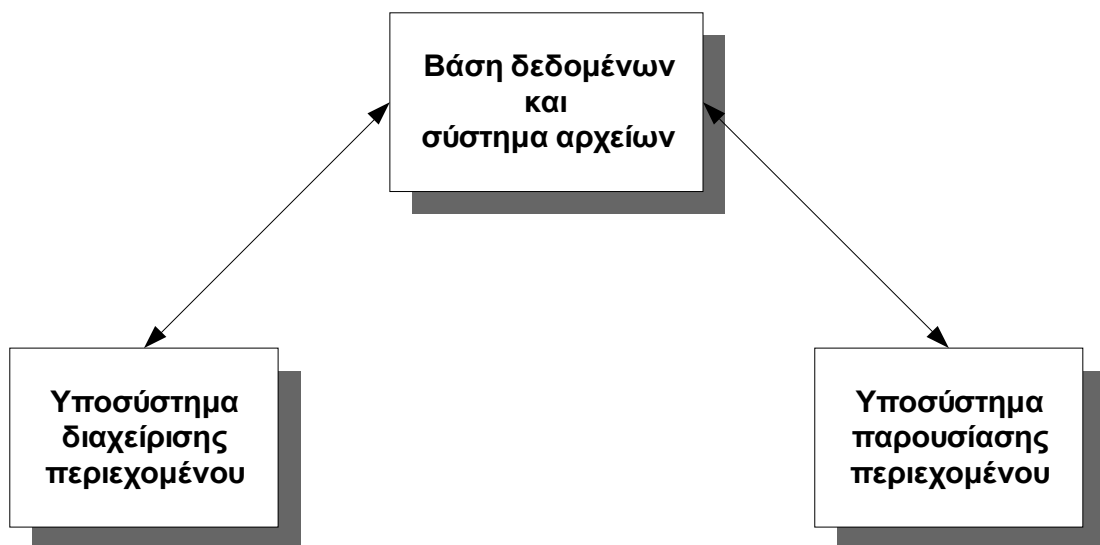 Βάση δεδομένων
και
σύστημα αρχείων
Υποσύστημα
διαχείρισης
περιεχομένου
Υποσύστημα
παρουσίασης
περιεχομένου